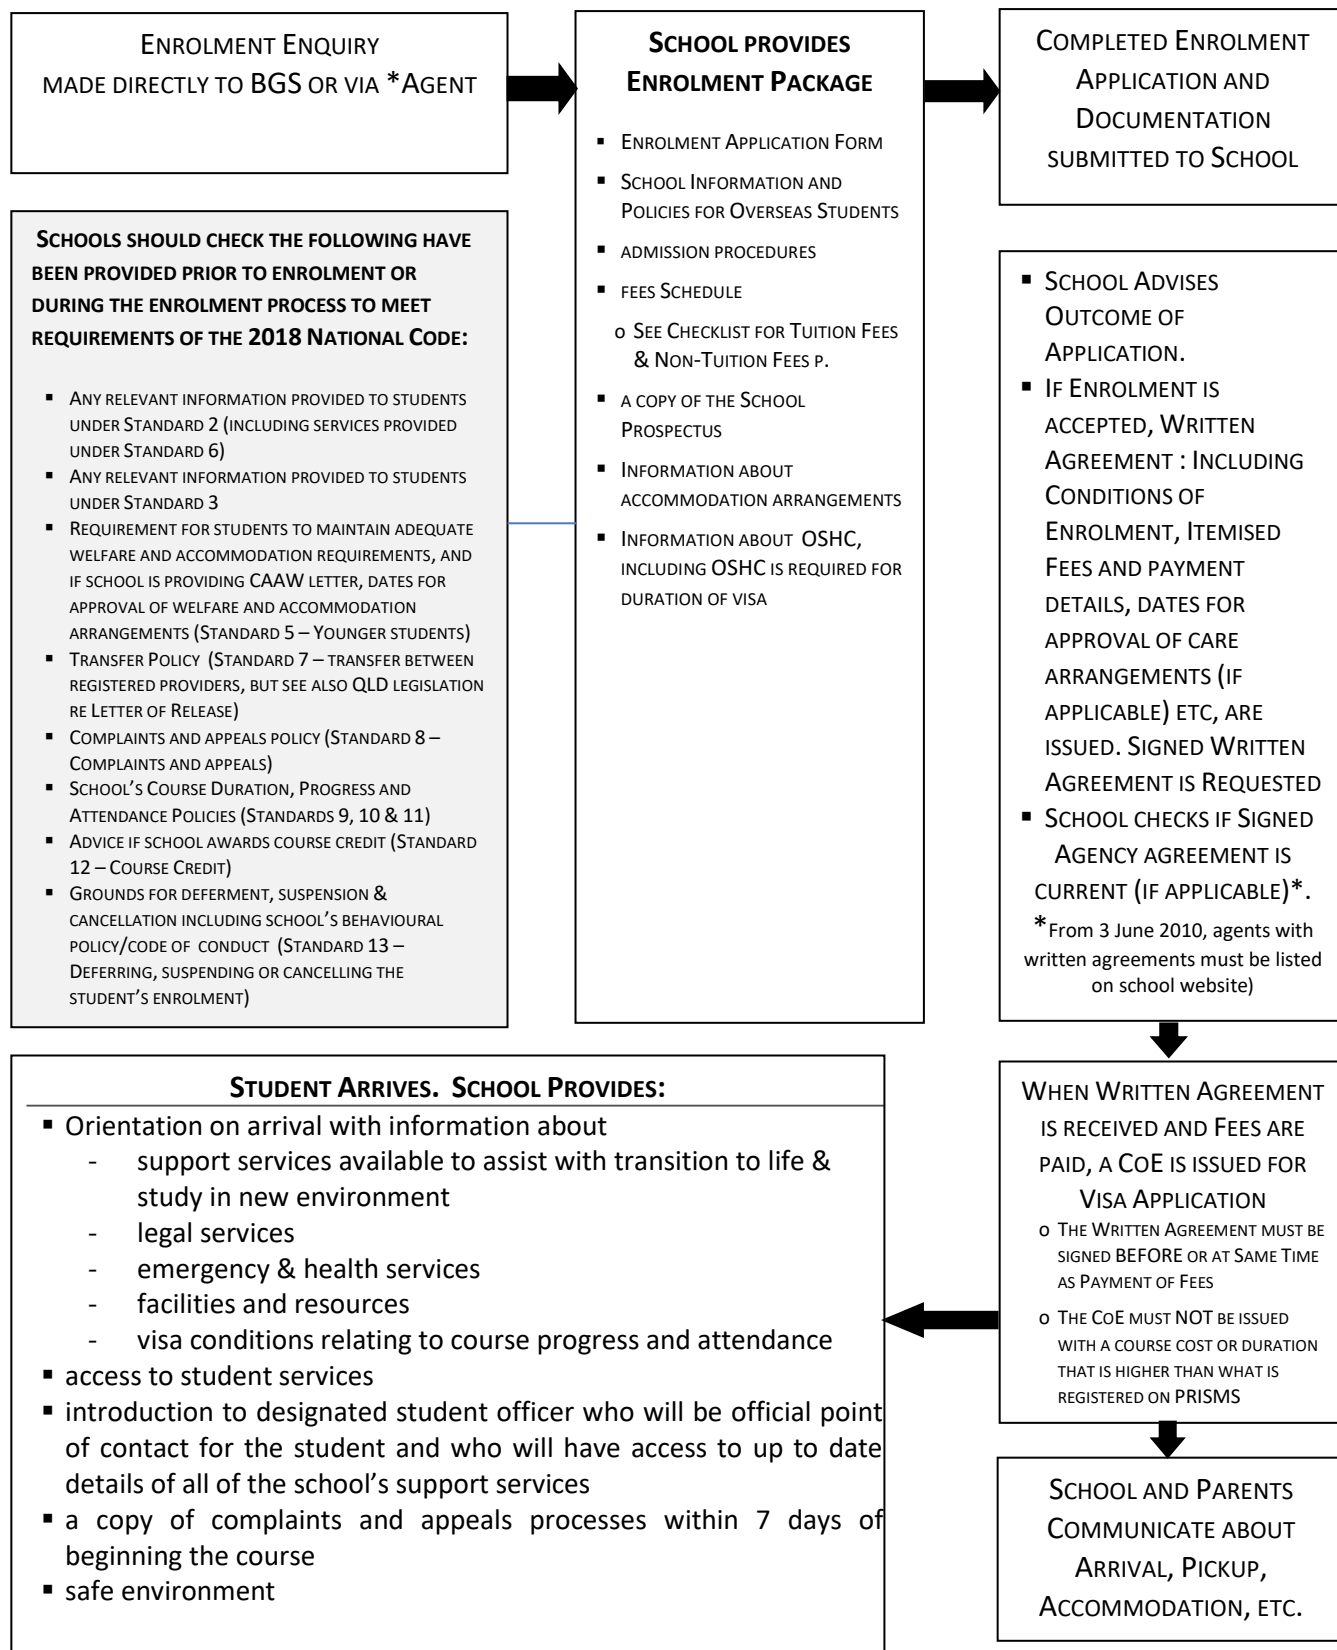 ENROLMENT ENQUIRY
MADE DIRECTLY TO BGS OR VIA *AGENT
SCHOOL PROVIDES
ENROLMENT PACKAGE
▪ ENROLMENT APPLICATION FORM
▪ SCHOOL INFORMATION AND
POLICIES FOR OVERSEAS STUDENTS
▪ ADMISSION PROCEDURES
▪ FEES SCHEDULE
o SEE CHECKLIST FOR TUITION FEES
& NON-TUITION FEES P.
▪ A COPY OF THE SCHOOL
PROSPECTUS
▪ INFORMATION ABOUT
ACCOMMODATION ARRANGEMENTS
▪ INFORMATION ABOUT OSHC,
INCLUDING OSHC IS REQUIRED FOR
DURATION OF VISA
COMPLETED ENROLMENT
APPLICATION AND
DOCUMENTATION
SUBMITTED TO SCHOOL
SCHOOLS SHOULD CHECK THE FOLLOWING HAVE
BEEN PROVIDED PRIOR TO ENROLMENT OR
DURING THE ENROLMENT PROCESS TO MEET
REQUIREMENTS OF THE 2018 NATIONAL CODE:
▪ ANY RELEVANT INFORMATION PROVIDED TO STUDENTS
UNDER STANDARD 2 (INCLUDING SERVICES PROVIDED
UNDER STANDARD 6)
▪ ANY RELEVANT INFORMATION PROVIDED TO STUDENTS
UNDER STANDARD 3
▪ REQUIREMENT FOR STUDENTS TO MAINTAIN ADEQUATE
WELFARE AND ACCOMMODATION REQUIREMENTS, AND
IF SCHOOL IS PROVIDING CAAW LETTER, DATES FOR
APPROVAL OF WELFARE AND ACCOMMODATION
ARRANGEMENTS (STANDARD 5 – YOUNGER STUDENTS)
▪ TRANSFER POLICY (STANDARD 7 – TRANSFER BETWEEN
REGISTERED PROVIDERS, BUT SEE ALSO QLD LEGISLATION
RE LETTER OF RELEASE)
▪ COMPLAINTS AND APPEALS POLICY (STANDARD 8 –
COMPLAINTS AND APPEALS)
▪ SCHOOL'S COURSE DURATION, PROGRESS AND
ATTENDANCE POLICIES (STANDARDS 9, 10 & 11)
▪ ADVICE IF SCHOOL AWARDS COURSE CREDIT (STANDARD
12 – COURSE CREDIT)
▪ GROUNDS FOR DEFERMENT, SUSPENSION &
CANCELLATION INCLUDING SCHOOL'S BEHAVIOURAL
POLICY/CODE OF CONDUCT (STANDARD 13 –
DEFERRING, SUSPENDING OR CANCELLING THE
STUDENT'S ENROLMENT)
▪ SCHOOL ADVISES
OUTCOME OF
APPLICATION.
▪ IF ENROLMENT IS
ACCEPTED, WRITTEN
AGREEMENT : INCLUDING
CONDITIONS OF
ENROLMENT, ITEMISED
FEES AND PAYMENT
DETAILS, DATES FOR
APPROVAL OF CARE
ARRANGEMENTS (IF
APPLICABLE) ETC, ARE
ISSUED. SIGNED WRITTEN
AGREEMENT IS REQUESTED
▪ SCHOOL CHECKS IF SIGNED
AGENCY AGREEMENT IS
CURRENT (IF APPLICABLE)*.
*From 3 June 2010, agents with
written agreements must be listed
on school website)
WHEN WRITTEN AGREEMENT
IS RECEIVED AND FEES ARE
PAID, A COE IS ISSUED FOR
VISA APPLICATION
o THE WRITTEN AGREEMENT MUST BE
SIGNED BEFORE OR AT SAME TIME
AS PAYMENT OF FEES
o THE COE MUST NOT BE ISSUED
WITH A COURSE COST OR DURATION
THAT IS HIGHER THAN WHAT IS
REGISTERED ON PRISMS
SCHOOL AND PARENTS
COMMUNICATE ABOUT
ARRIVAL, PICKUP,
ACCOMMODATION, ETC.
STUDENT ARRIVES. SCHOOL PROVIDES:
▪ Orientation on arrival with information about
- support services available to assist with transition to life &
study in new environment
- legal services
- emergency & health services
- facilities and resources
- visa conditions relating to course progress and attendance
▪ access to student services
▪ introduction to designated student officer who will be official point
of contact for the student and who will have access to up to date
details of all of the school's support services
▪ a copy of complaints and appeals processes within 7 days of
beginning the course
▪ safe environment